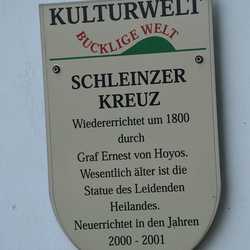 KULTURWELT
BUCKLIGE WELT
SCHLEINZER
KREUZ
Wiedererrichtet um 1800
durch
Graf Ernest von Hoyos.
Wesentlich älter ist die
Statue des Leidenden
Heilandes.
Neuerrichtet in den Jahren
2000 - 2001